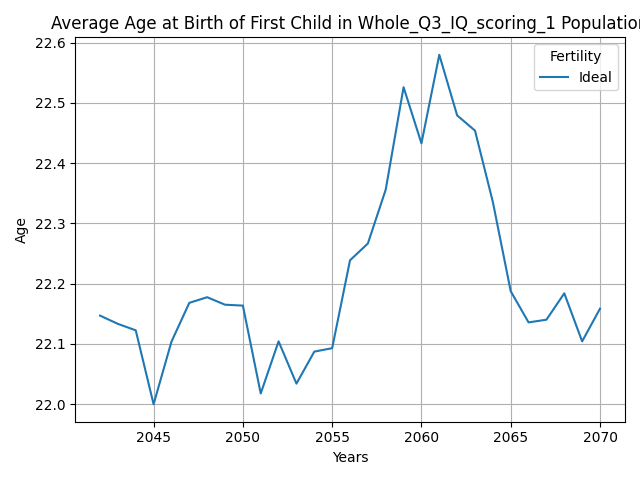 Average Age at Birth of First Child in Whole_Q3_IQ_scoring_1 Population
Fertility
Ideal
22.6
22.5
22.4
22.3
22.2
22.1
22.0
Age
2045 2050 2055 2060 2065 2070
Years